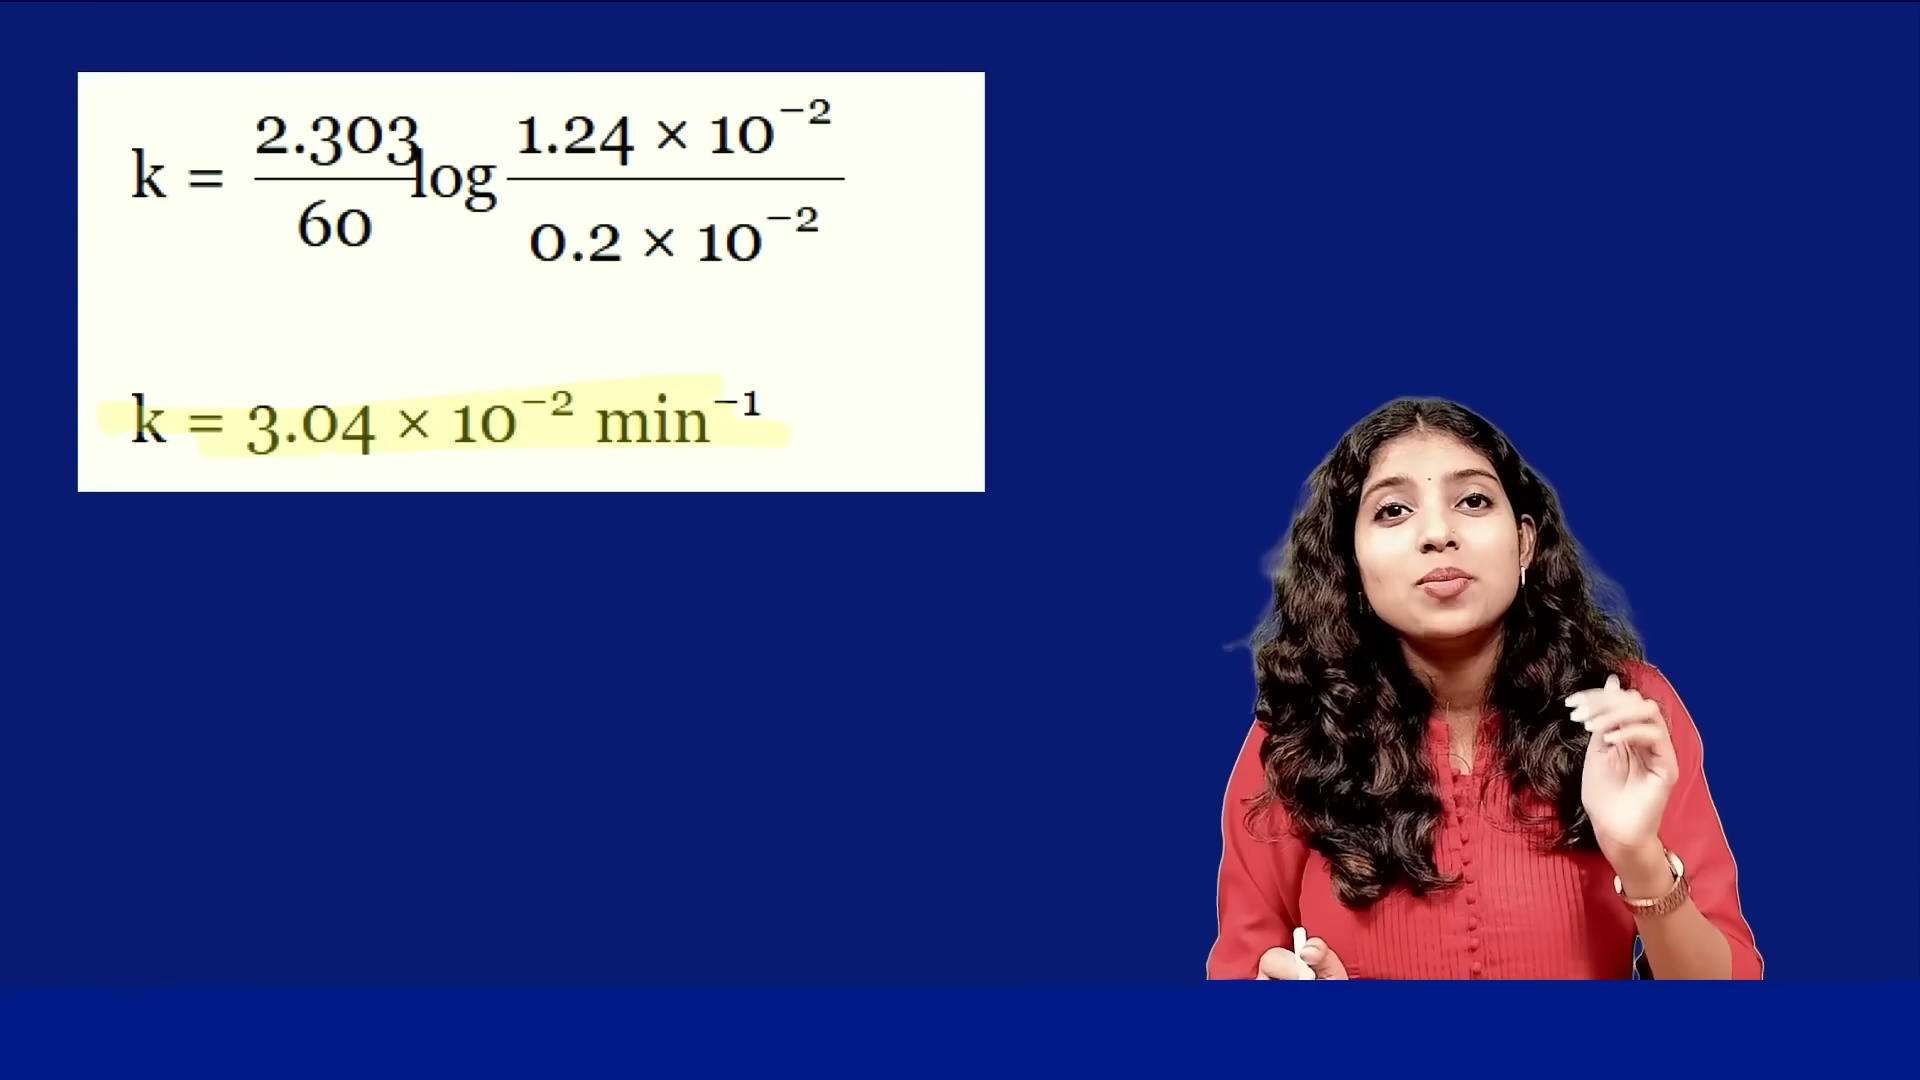 k = 2.303/60 log 1.24 × 10⁻²/0.2 × 10⁻²
k = 3.04 × 10⁻² min⁻¹